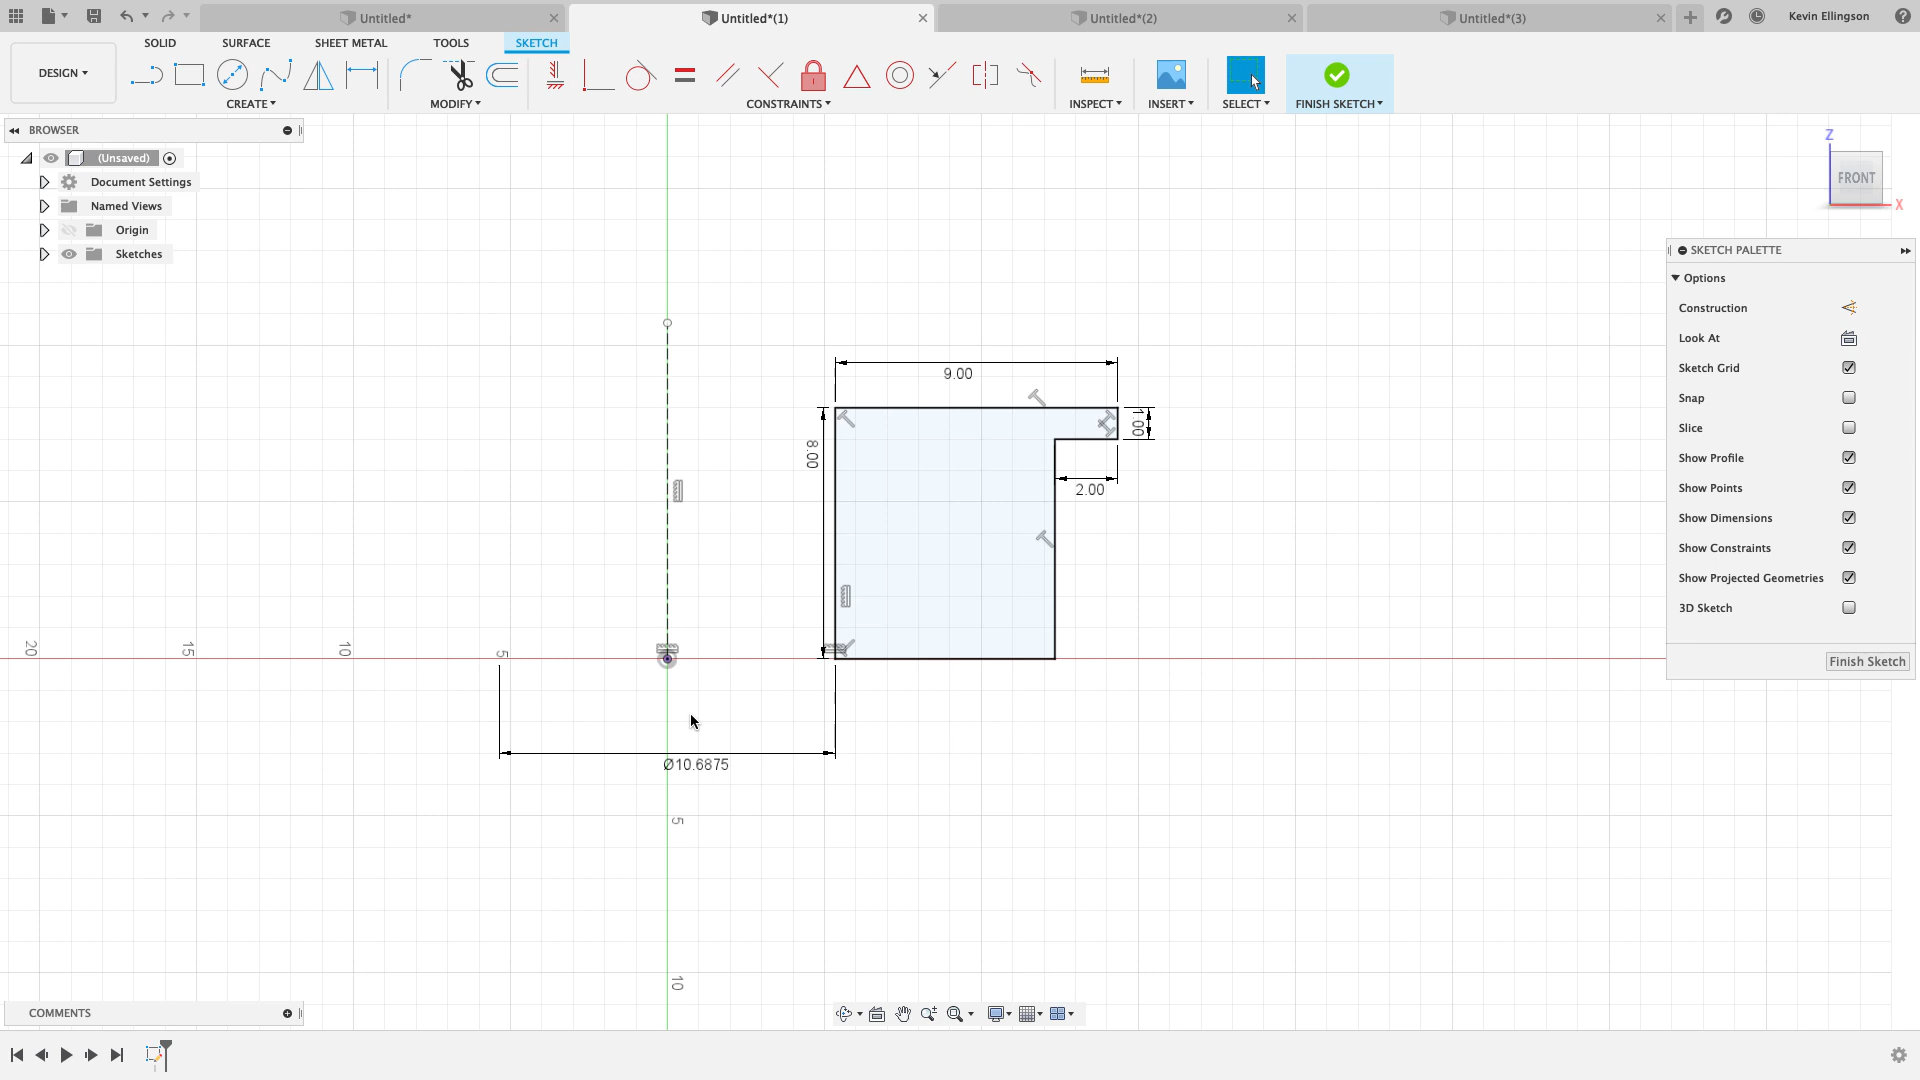 Untitled*
Untitled*(1)
Untitled*(2)
Untitled*(3)
Kevin Ellingson
DESIGN
SOLID
SURFACE
SHEET METAL
TOOLS
SKETCH
CREATE
MODIFY
CONSTRAINTS
INSPECT
INSERT
SELECT
FINISH SKETCH
BROWSER
(Unsaved)
Document Settings
Named Views
Origin
Sketches
Z
FRONT
X
SKETCH PALETTE
Options
Construction
Look At
Sketch Grid
Snap
Slice
Show Profile
Show Points
Show Dimensions
Show Constraints
Show Projected Geometries
3D Sketch
Finish Sketch
9.00
1.00
8.00
2.00
20
15
10
5
Ø10.6875
5
10
COMMENTS